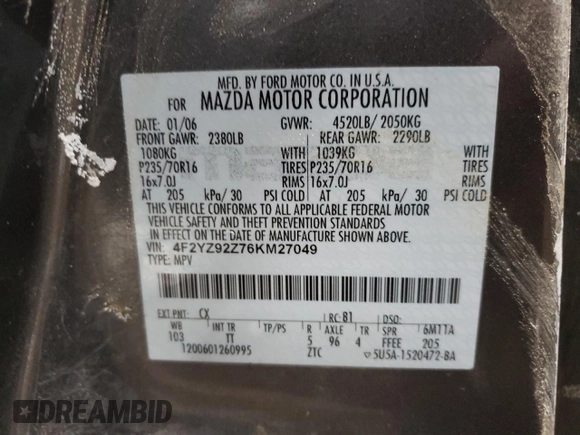 MFD. BY FORD MOTOR CO. IN U.S.A.
FOR MAZDA MOTOR CORPORATION
DATE: 01/06 GVWR: 4520LB/ 2050KG
FRONT GAWR: 2380LB REAR GAWR: 2290LB
1080KG WITH 1039KG WITH
P235/70R16 TIRES P235/70R16 TIRES
16x7.0J RIMS 16x7.0J RIMS
AT 205 kPa/ 30 PSI COLD AT 205 kPa/ 30 PSI COLD
THIS VEHICLE CONFORMS TO ALL APPLICABLE FEDERAL MOTOR
VEHICLE SAFETY AND THEFT PREVENTION STANDARDS
IN EFFECT ON THE DATE OF MANUFACTURE SHOWN ABOVE.
VIN: 4F2YZ92Z76KM27049
TYPE: MPV
EXT PNT: CX RC: 81 DSO:
WB INT TR TP/PS R AXLE TR SPR 6M11A
103 TT 5 96 4 FFEE 205
1200601260995 ZTC 5U5A-1520472-BA
DREAMBID